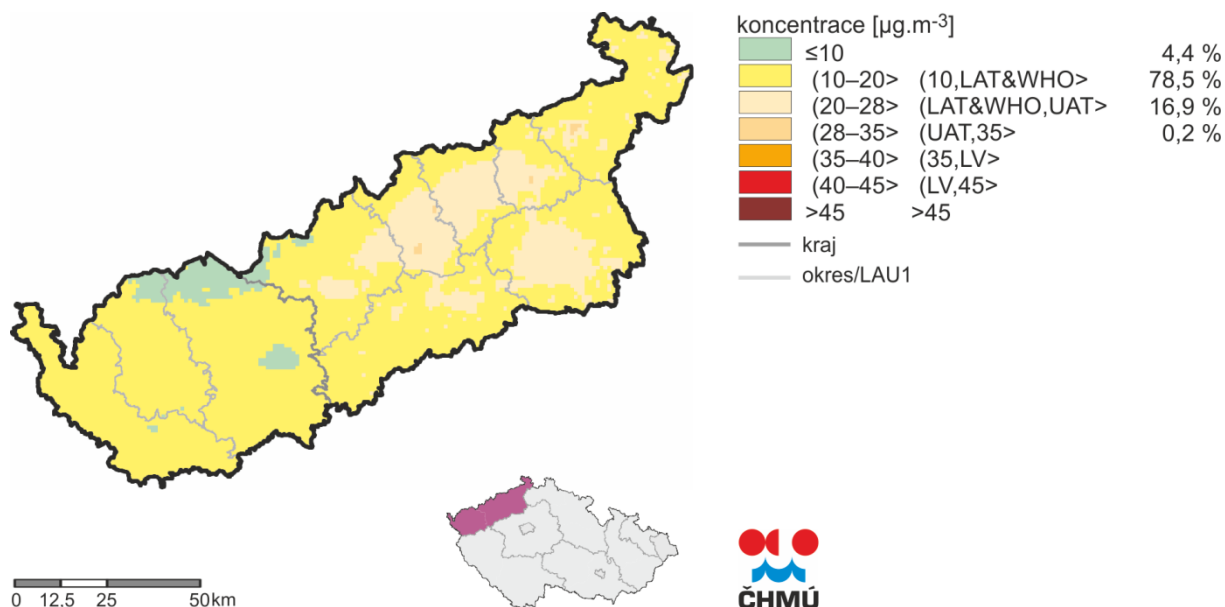 koncentrace [µg.m-3]
≤10 4,4 %
(10–20> (10,LAT&WHO> 78,5 %
(20–28> (LAT&WHO,UAT> 16,9 %
(28–35> (UAT,35> 0,2 %
(35–40> (35,LV>
(40–45> (LV,45>
>45 >45
kraj
okres/LAU1
0 12,5 25 50 km
ČHMÚ